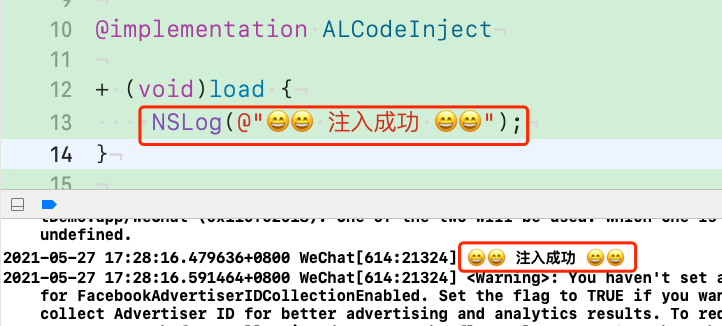 10 @implementation ALCodeInject
11
12 + (void)load {
13 NSLog(@"😄😄 注入成功 😄😄");
14 }
15
undefined.
2021-05-27 17:28:16.479636+0800 WeChat[614:21324] 😄😄 注入成功 😄😄
2021-05-27 17:28:16.591464+0800 WeChat[614:21324] <Warning>: You haven't set a
for FacebookAdvertiserIDCollectionEnabled. Set the flag to TRUE if you wan
collect Advertiser ID for better advertising and analytics results. To rec